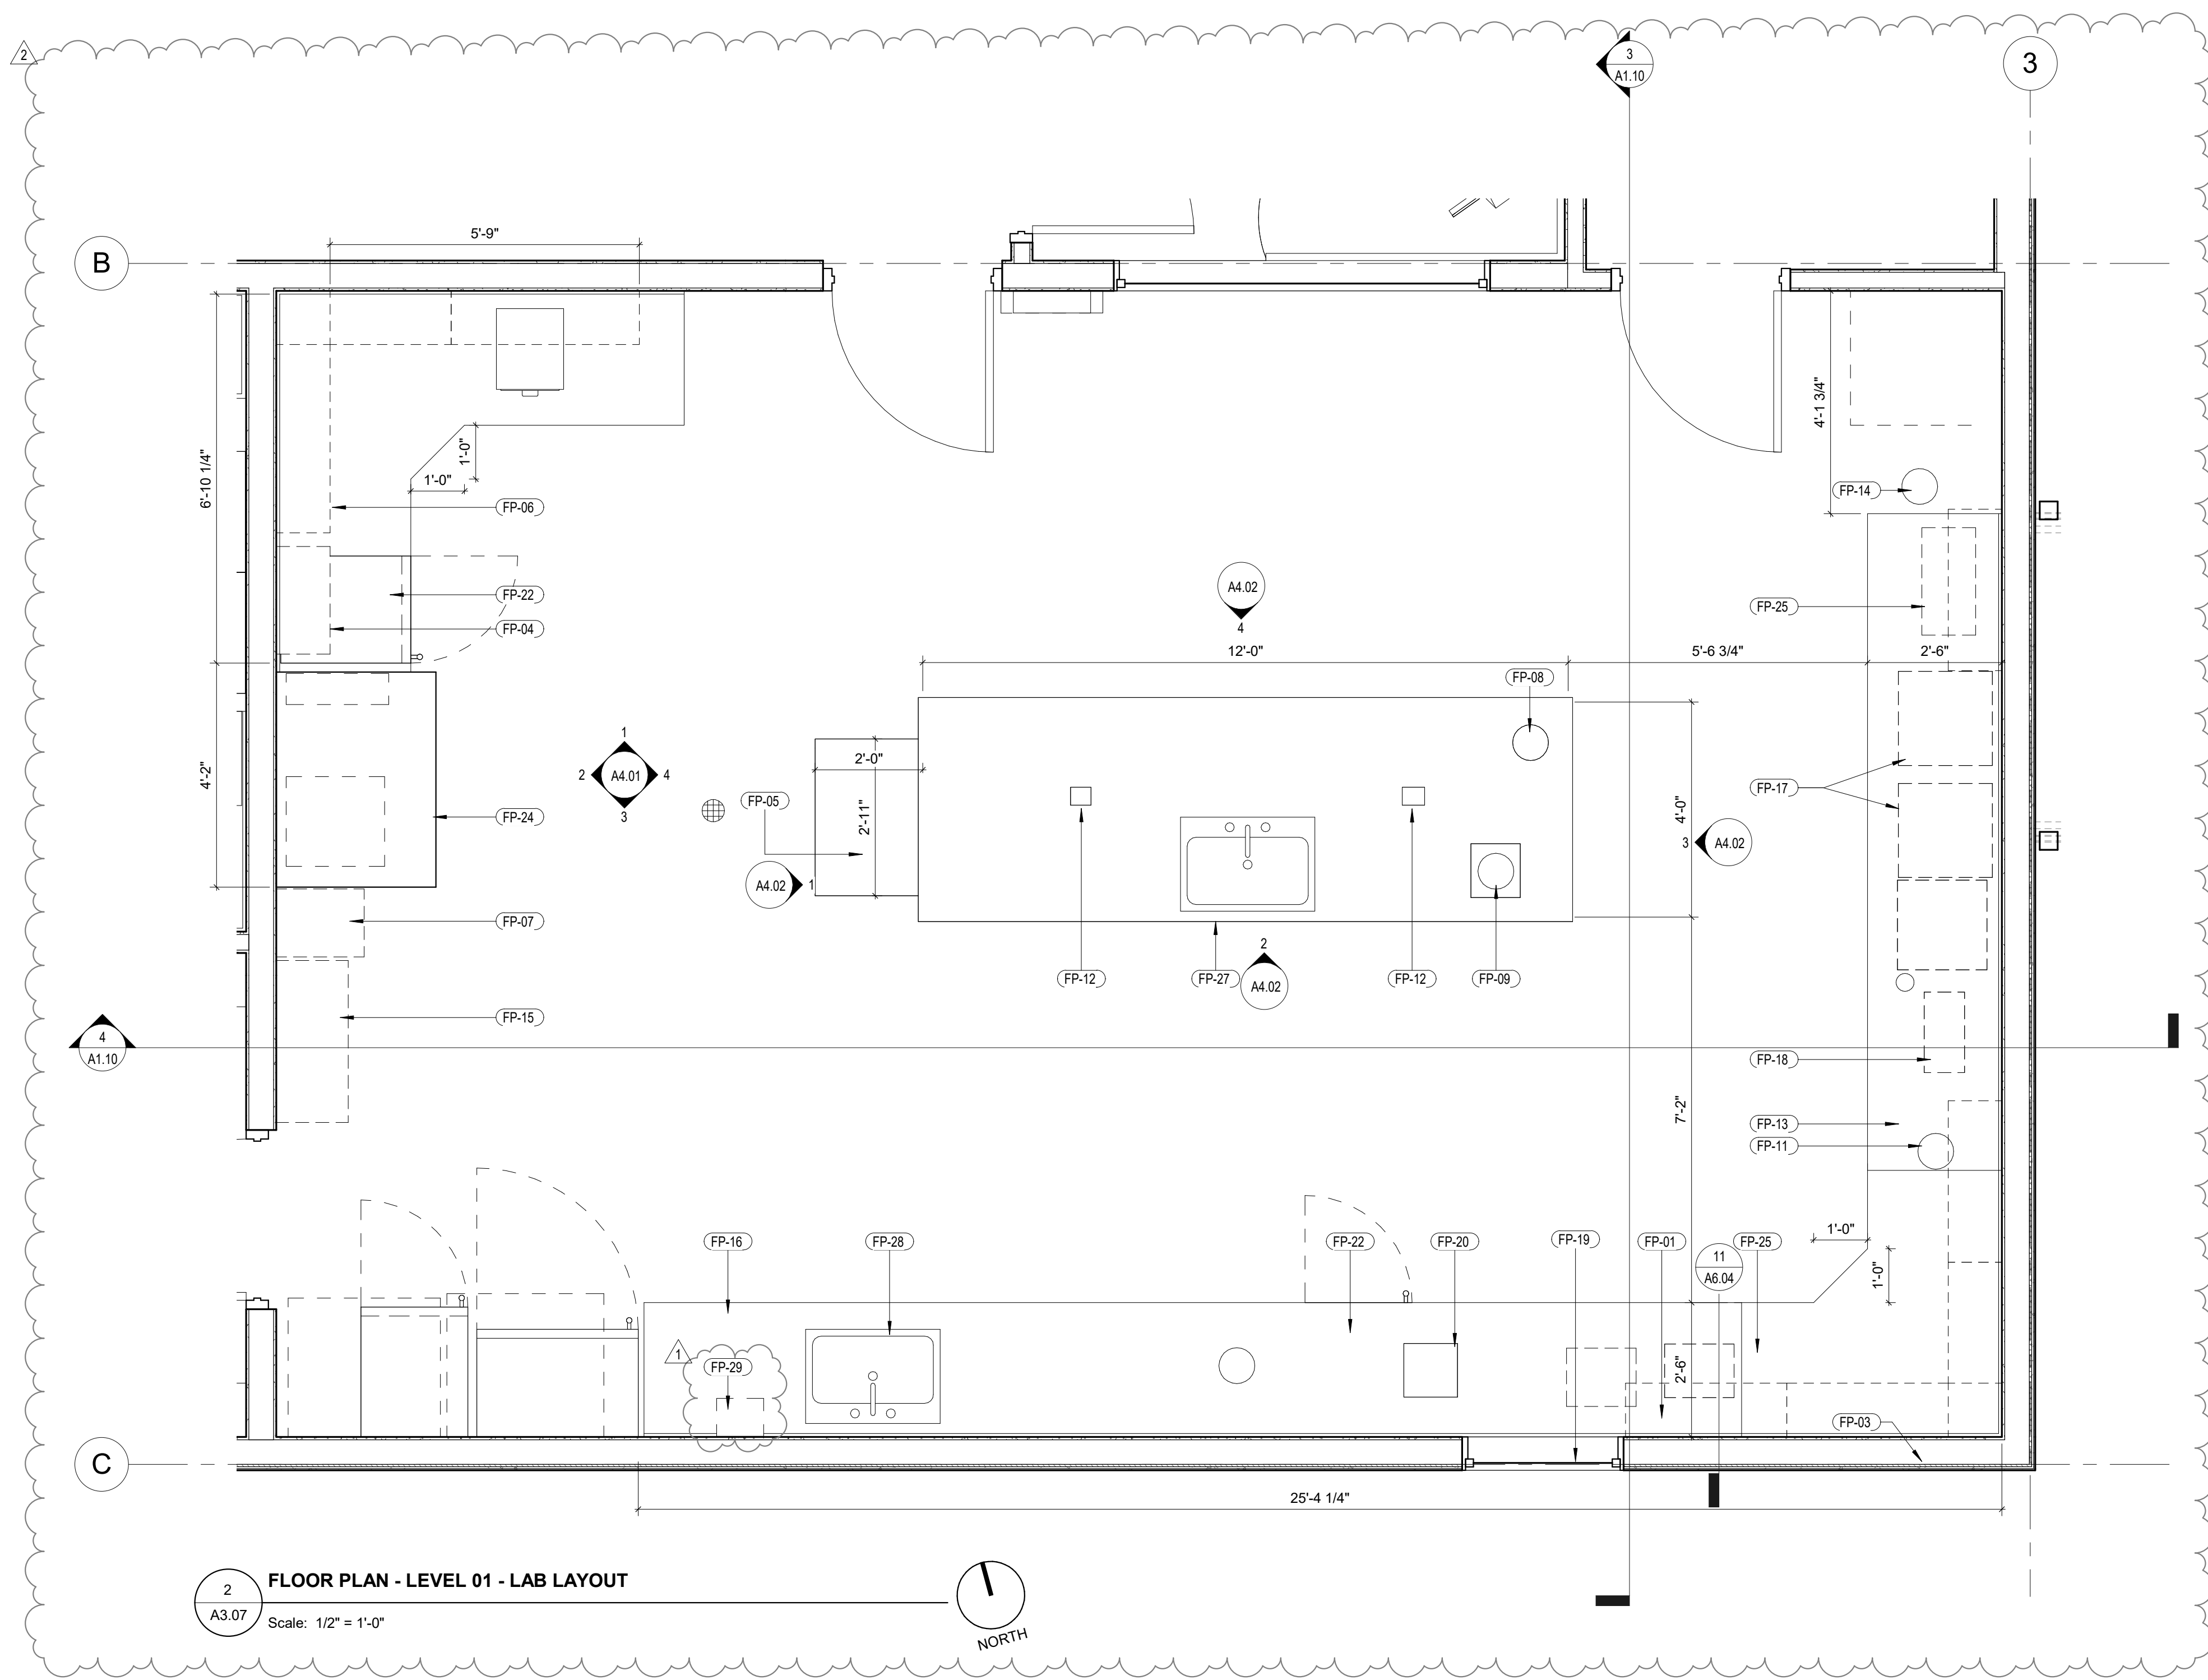 2
3
A1.10
3
B
5'-9"
4'-1 3/4"
1'-0"
1'-0"
6'-10 1/4"
FP-06
FP-14
FP-22
FP-04
A4.02
4
FP-25
12'-0"
5'-6 3/4"
2'-6"
FP-08
1
2
A4.01
4
3
4'-2"
FP-24
2'-0"
FP-05
2'-11"
A4.02
1
FP-17
4'-0"
3
A4.02
FP-07
FP-12
FP-27
2
A4.02
FP-12
FP-09
FP-15
4
A1.10
FP-18
7'-2"
FP-13
FP-11
FP-16
FP-28
FP-22
FP-20
FP-19
FP-01
11
A6.04
FP-25
1'-0"
1'-0"
1
FP-29
2'-6"
FP-03
C
25'-4 1/4"
2
A3.07
FLOOR PLAN - LEVEL 01 - LAB LAYOUT
Scale: 1/2" = 1'-0"
NORTH